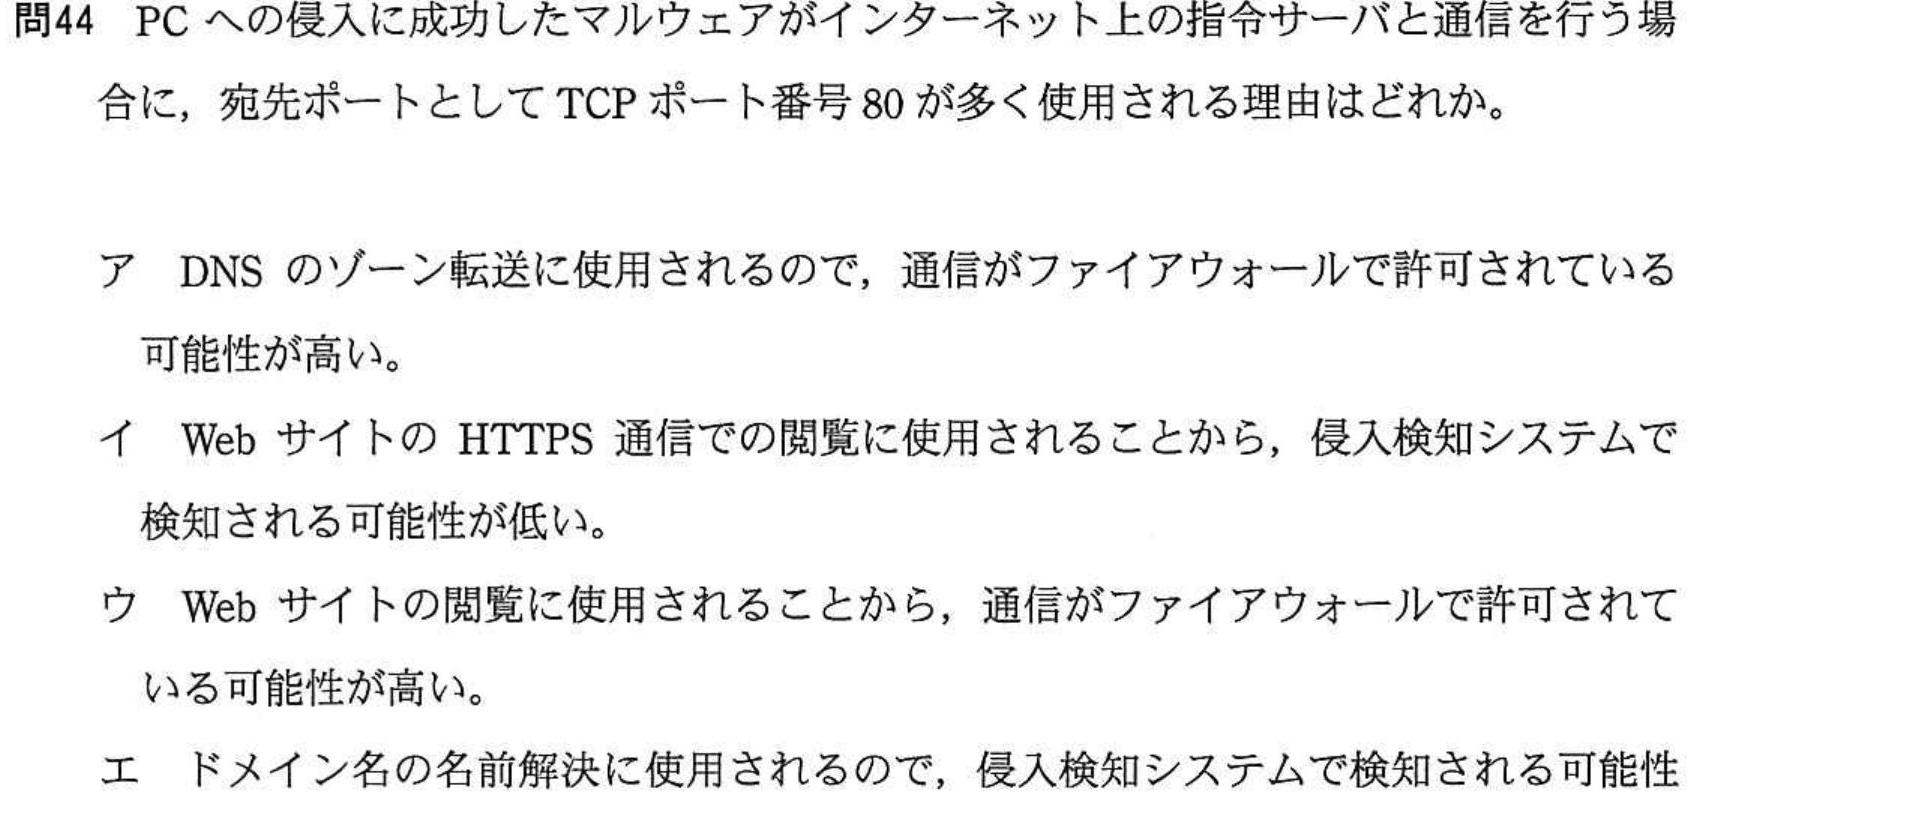 問44 PC への侵入に成功したマルウェアがインターネット上の指令サーバと通信を行う場
合に，宛先ポートとして TCP ポート番号 80 が多く使用される理由はどれか。
ア DNS のゾーン転送に使用されるので，通信がファイアウォールで許可されている
可能性が高い。
イ Web サイトの HTTPS 通信での閲覧に使用されることから，侵入検知システムで
検知される可能性が低い。
ウ Web サイトの閲覧に使用されることから，通信がファイアウォールで許可されて
いる可能性が高い。
エ ドメイン名の名前解決に使用されるので，侵入検知システムで検知される可能性